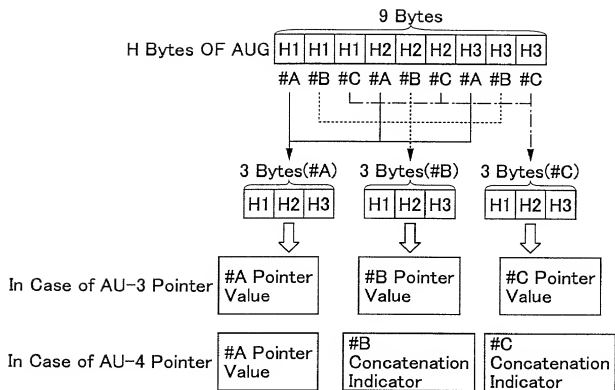 9 Bytes
H Bytes OF AUG H1 H1 H1 H2 H2 H2 H3 H3 H3
#A #B #C #A #B #C #A #B #C
3 Bytes(#A) 3 Bytes(#B) 3 Bytes(#C)
H1 H2 H3 H1 H2 H3 H1 H2 H3
In Case of AU-3 Pointer
#A Pointer
Value
#B Pointer
Value
#C Pointer
Value
In Case of AU-4 Pointer
#A Pointer
Value
#B
Concatenation
Indicator
#C
Concatenation
Indicator